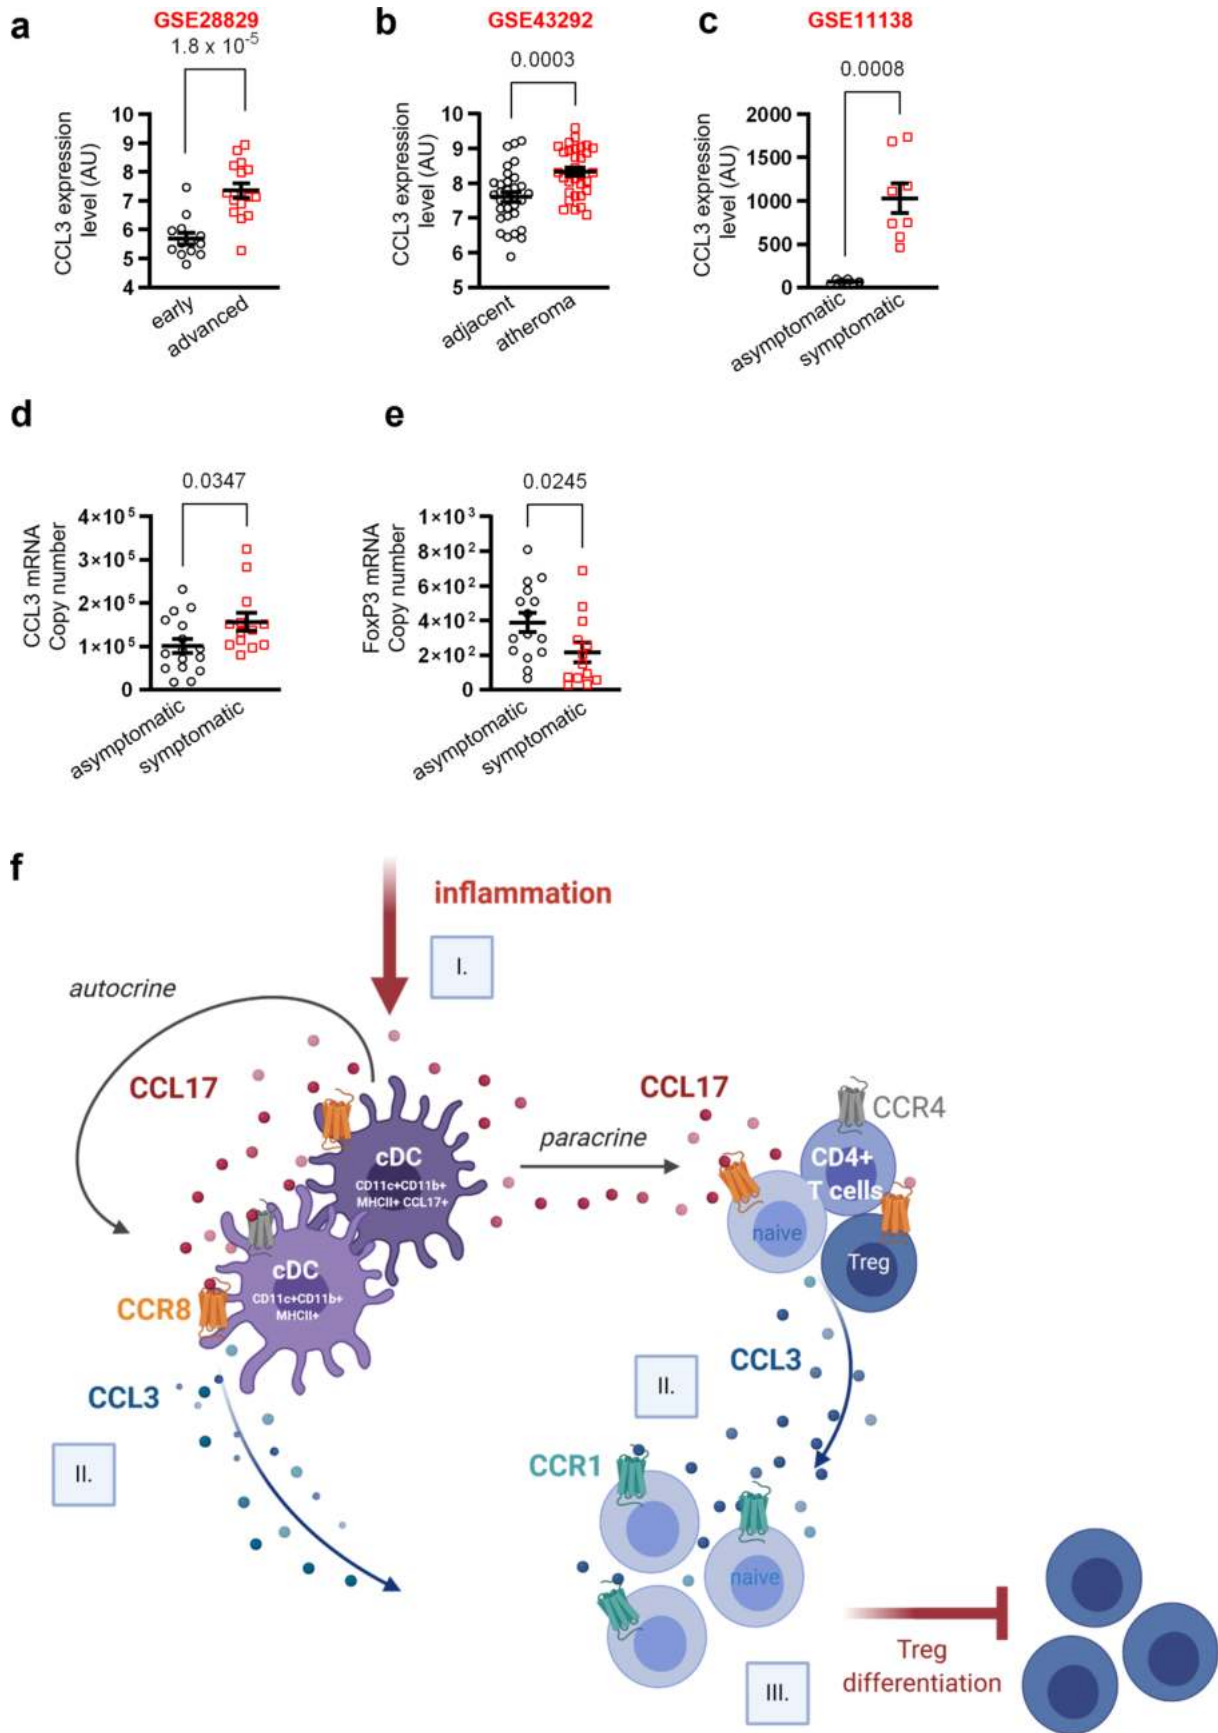 a
GSE28829
1.8 x 10-5
CCL3 expression
level (AU)
10
9
8
7
6
5
4
early
advanced
b
GSE43292
0.0003
CCL3 expression
level (AU)
10
9
8
7
6
5
adjacent
atheroma
c
GSE11138
0.0008
CCL3 expression
level (AU)
2000
1500
1000
500
0
asymptomatic
symptomatic
d
0.0347
CCL3 mRNA
Copy number
4×10⁵
3×10⁵
2×10⁵
1×10⁵
0
asymptomatic
symptomatic
e
0.0245
FoxP3 mRNA
Copy number
1×10³
8×10²
6×10²
4×10²
2×10²
0
asymptomatic
symptomatic
f
inflammation
I.
autocrine
CCL17
cDC
CD11c+CD11b+
MHCII+ CCL17+
paracrine
CCL17
CCR4
CD4+
T cells
naive
Treg
cDC
CD11c+CD11b+
MHCII+
CCR8
CCL3
II.
CCL3
II.
CCR1
naive
Treg
differentiation
III.